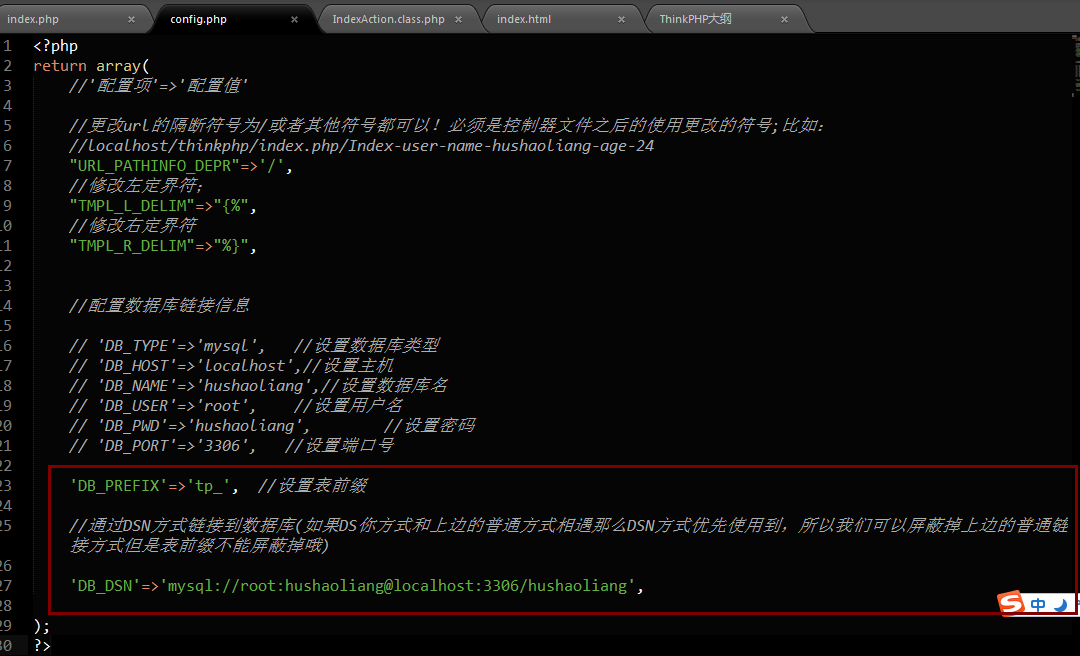 index.php
config.php
IndexAction.class.php
index.html
ThinkPHP大纲
1 <?php
2 return array(
3 //'配置项'=>'配置值'
4
5 //更改url的隔断符号为/或者其他符号都可以！必须是控制器文件之后的使用更改的符号;比如：
6 //localhost/thinkphp/index.php/Index-user-name-hushaoliang-age-24
7 "URL_PATHINFO_DEPR"=>'/',
8 //修改左定界符；
9 "TMPL_L_DELIM"=>"{%",
10 //修改右定界符
11 "TMPL_R_DELIM"=>"%}",
12
13
14 //配置数据库链接信息
15
16 // 'DB_TYPE'=>'mysql', //设置数据库类型
17 // 'DB_HOST'=>'localhost',//设置主机
18 // 'DB_NAME'=>'hushaoliang',//设置数据库名
19 // 'DB_USER'=>'root', //设置用户名
20 // 'DB_PWD'=>'hushaoliang', //设置密码
21 // 'DB_PORT'=>'3306', //设置端口号
22
23 'DB_PREFIX'=>'tp_', //设置表前缀
24
25 //通过DSN方式链接到数据库(如果DS你方式和上边的普通方式相遇那么DSN方式优先使用到，所以我们可以屏蔽掉上边的普通链
接方式但是表前缀不能屏蔽掉哦)
26
27 'DB_DSN'=>'mysql://root:hushaoliang@localhost:3306/hushaoliang',
28
29 );
30 ?>
S中